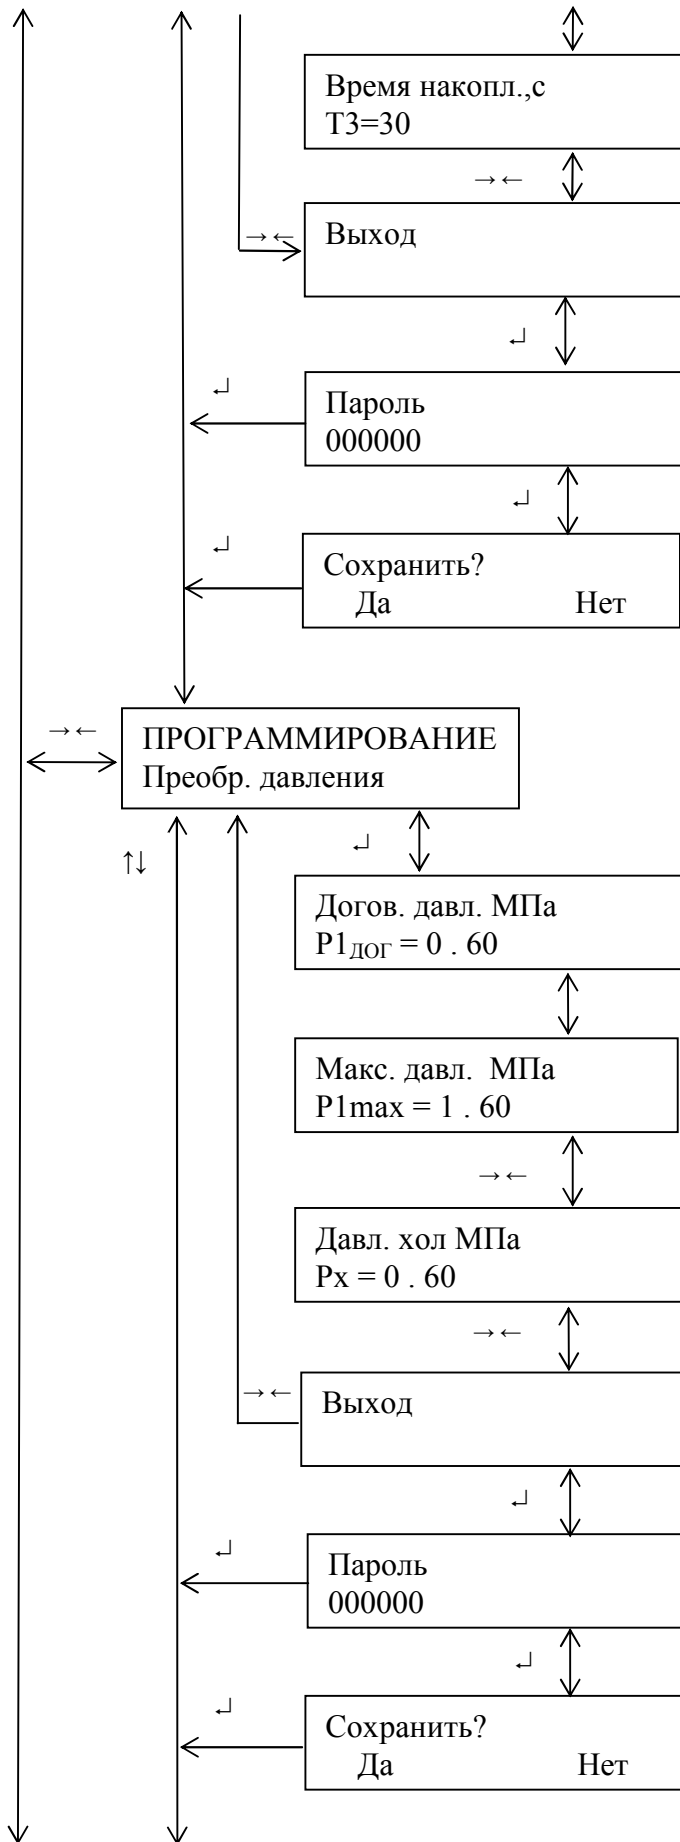 Время накопл.,с
Т3=30
→←
Выход
→←
↵
Пароль
000000
↵
↵
Сохранить?
Да Нет
↵
→←
ПРОГРАММИРОВАНИЕ
Преобр. давления
↑↓
↵
Догов. давл. МПа
Р1ДОГ = 0 . 60
Макс. давл. МПа
Р1max = 1 . 60
→←
Давл. хол МПа
Рх = 0 . 60
→←
→←
Выход
↵
↵
Пароль
000000
↵
↵
Сохранить?
Да Нет